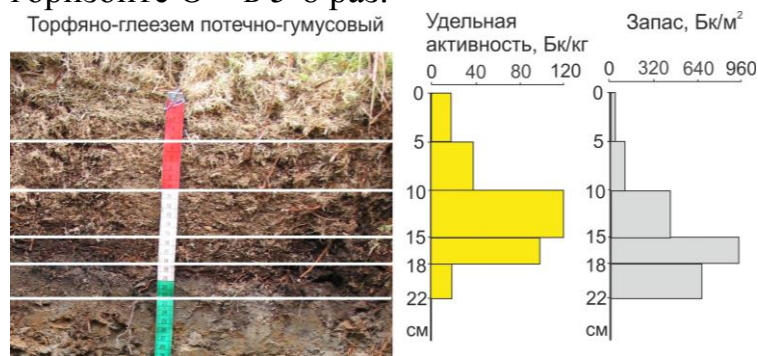 Торфяно-глеезем потечно-гумусовый
Удельная
активность, Бк/кг
0 40 80 120
0
5
10
15
18
22
см
Запас, Бк/м²
0 320 640 960
0
5
10
15
18
22
см